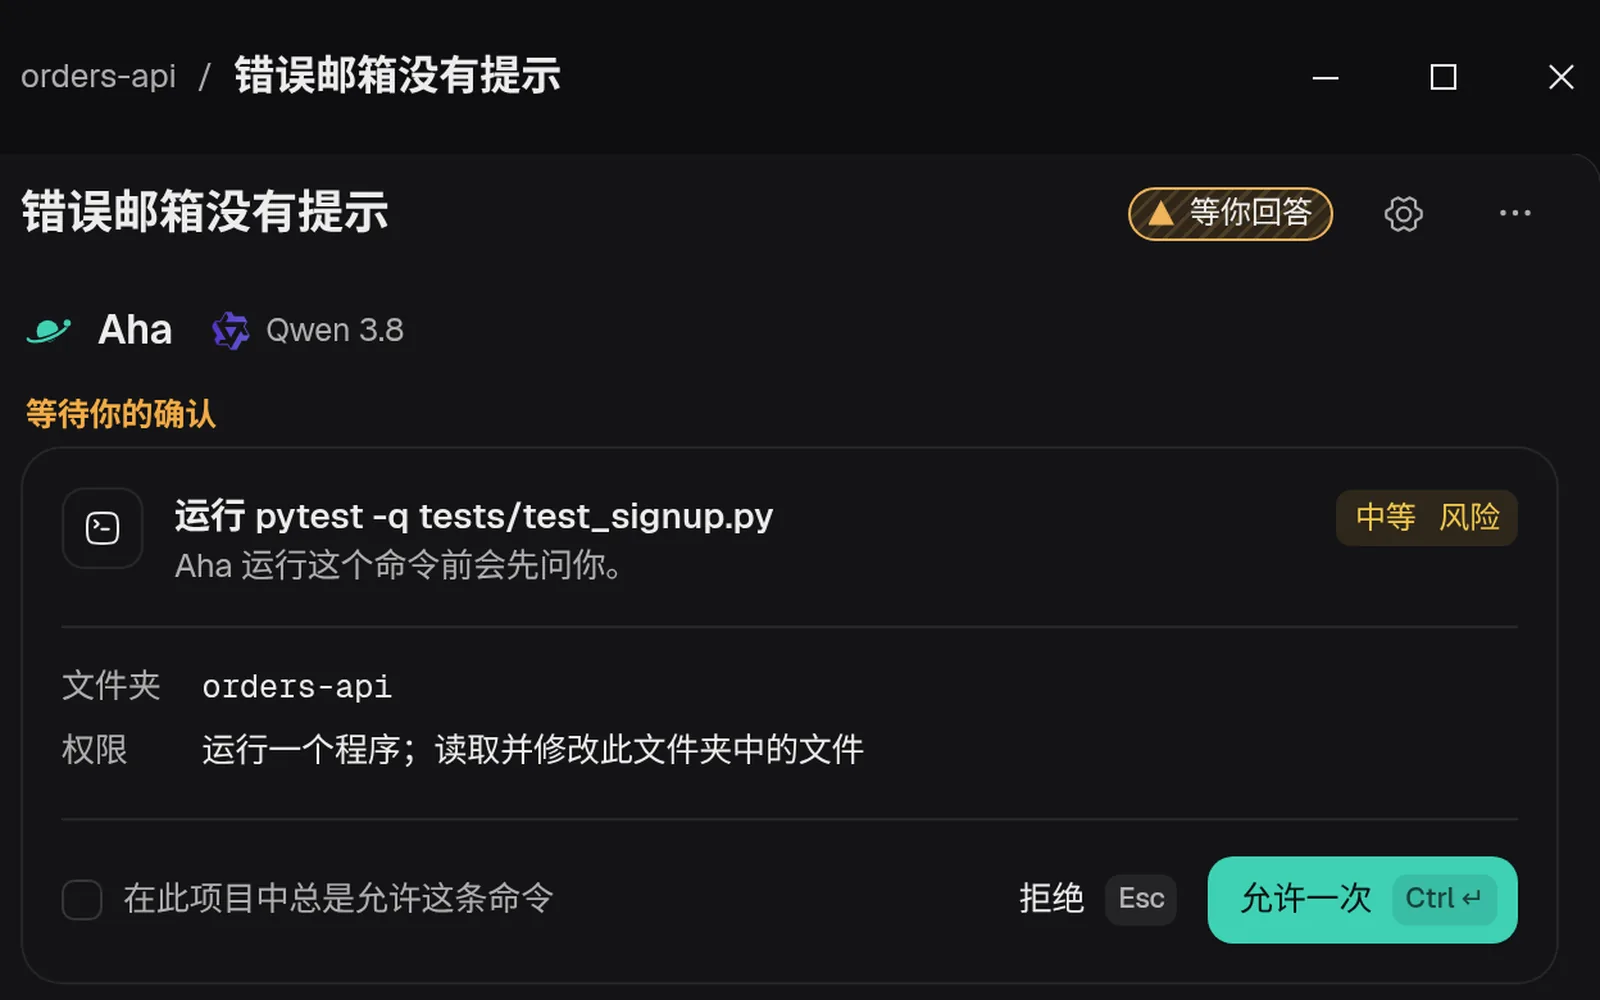 orders-api / 错误邮箱没有提示
错误邮箱没有提示
等你回答
Aha Qwen 3.8
等待你的确认
运行 pytest -q tests/test_signup.py
中等 风险
Aha 运行这个命令前会先问你。
文件夹 orders-api
权限 运行一个程序；读取并修改此文件夹中的文件
在此项目中总是允许这条命令
拒绝 Esc
允许一次 Ctrl ↵